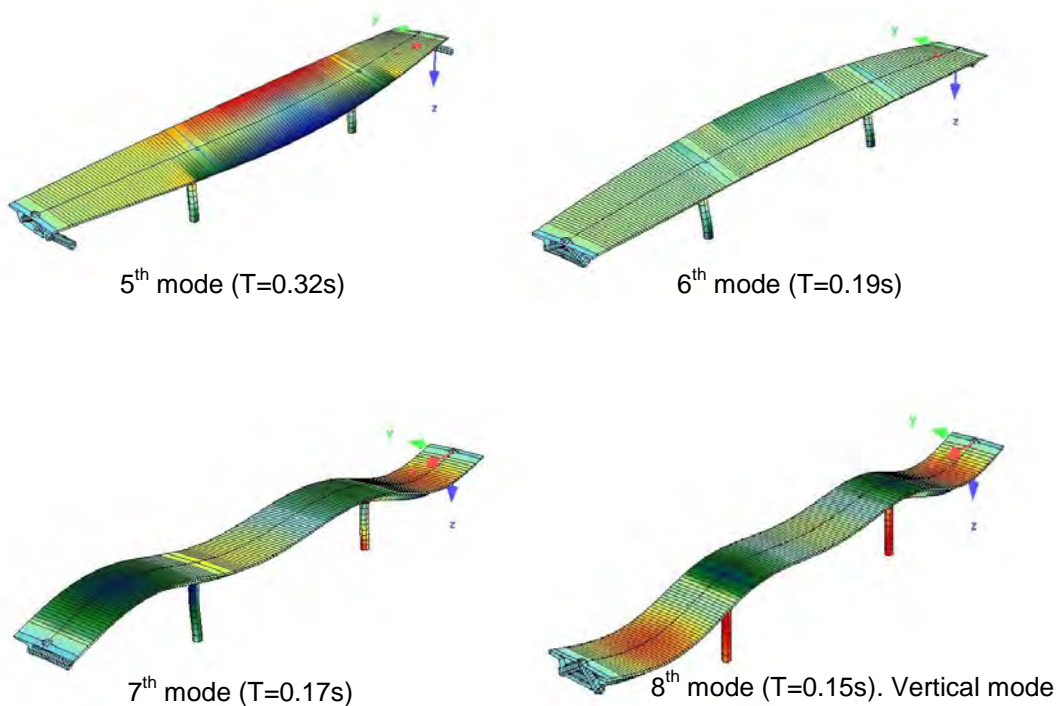 y
z
5th mode (T=0.32s)
y
z
6th mode (T=0.19s)
y
z
7th mode (T=0.17s)
y
z
8th mode (T=0.15s). Vertical mode